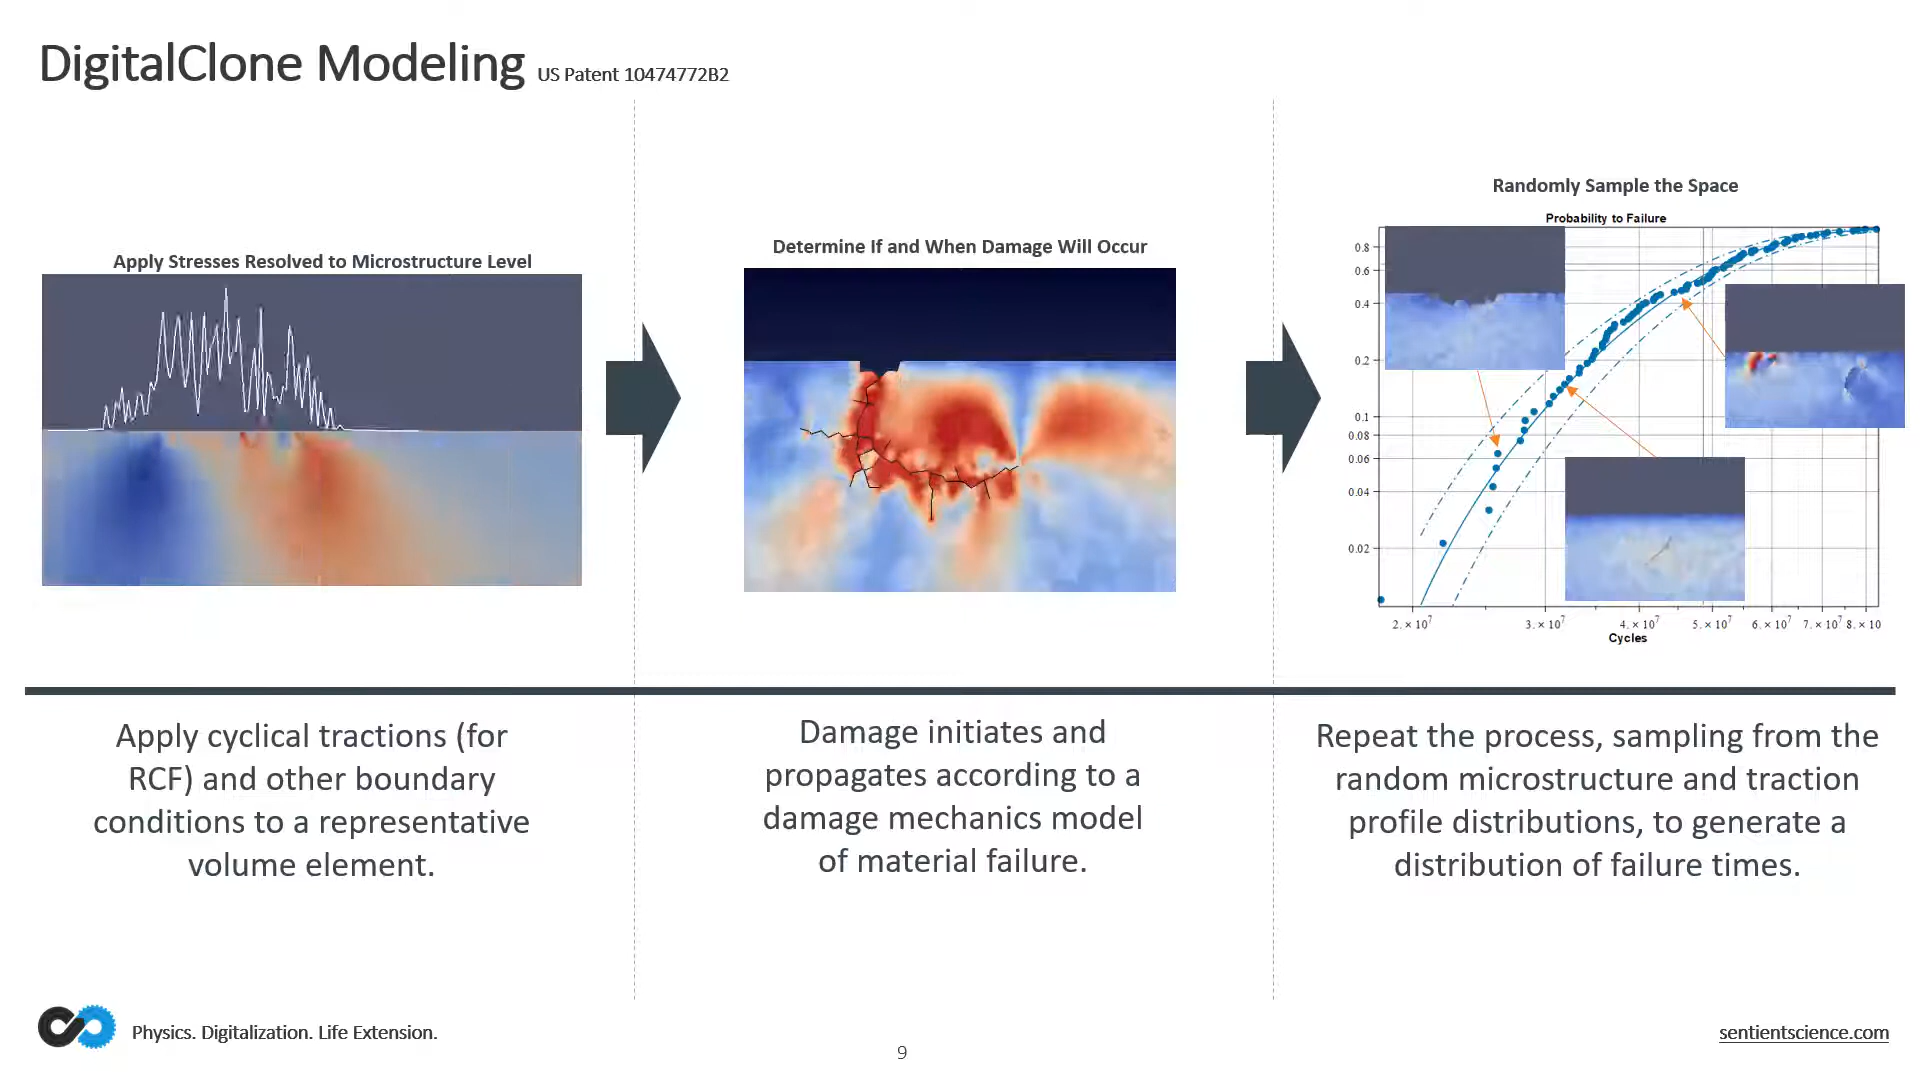 DigitalClone Modeling US Patent 10474772B2
Apply Stresses Resolved to Microstructure Level
Determine If and When Damage Will Occur
Randomly Sample the Space
Probability to Failure
0.8
0.6
0.4
0.2
0.1
0.08
0.06
0.04
0.02
2.×10⁷ 3.×10⁷ 4.×10⁷ 5.×10⁷ 6.×10⁷ 7.×10⁷ 8.×10
Cycles
Apply cyclical tractions (for
RCF) and other boundary
conditions to a representative
volume element.
Damage initiates and
propagates according to a
damage mechanics model
of material failure.
Repeat the process, sampling from the
random microstructure and traction
profile distributions, to generate a
distribution of failure times.
Physics. Digitalization. Life Extension.
9
sentientscience.com